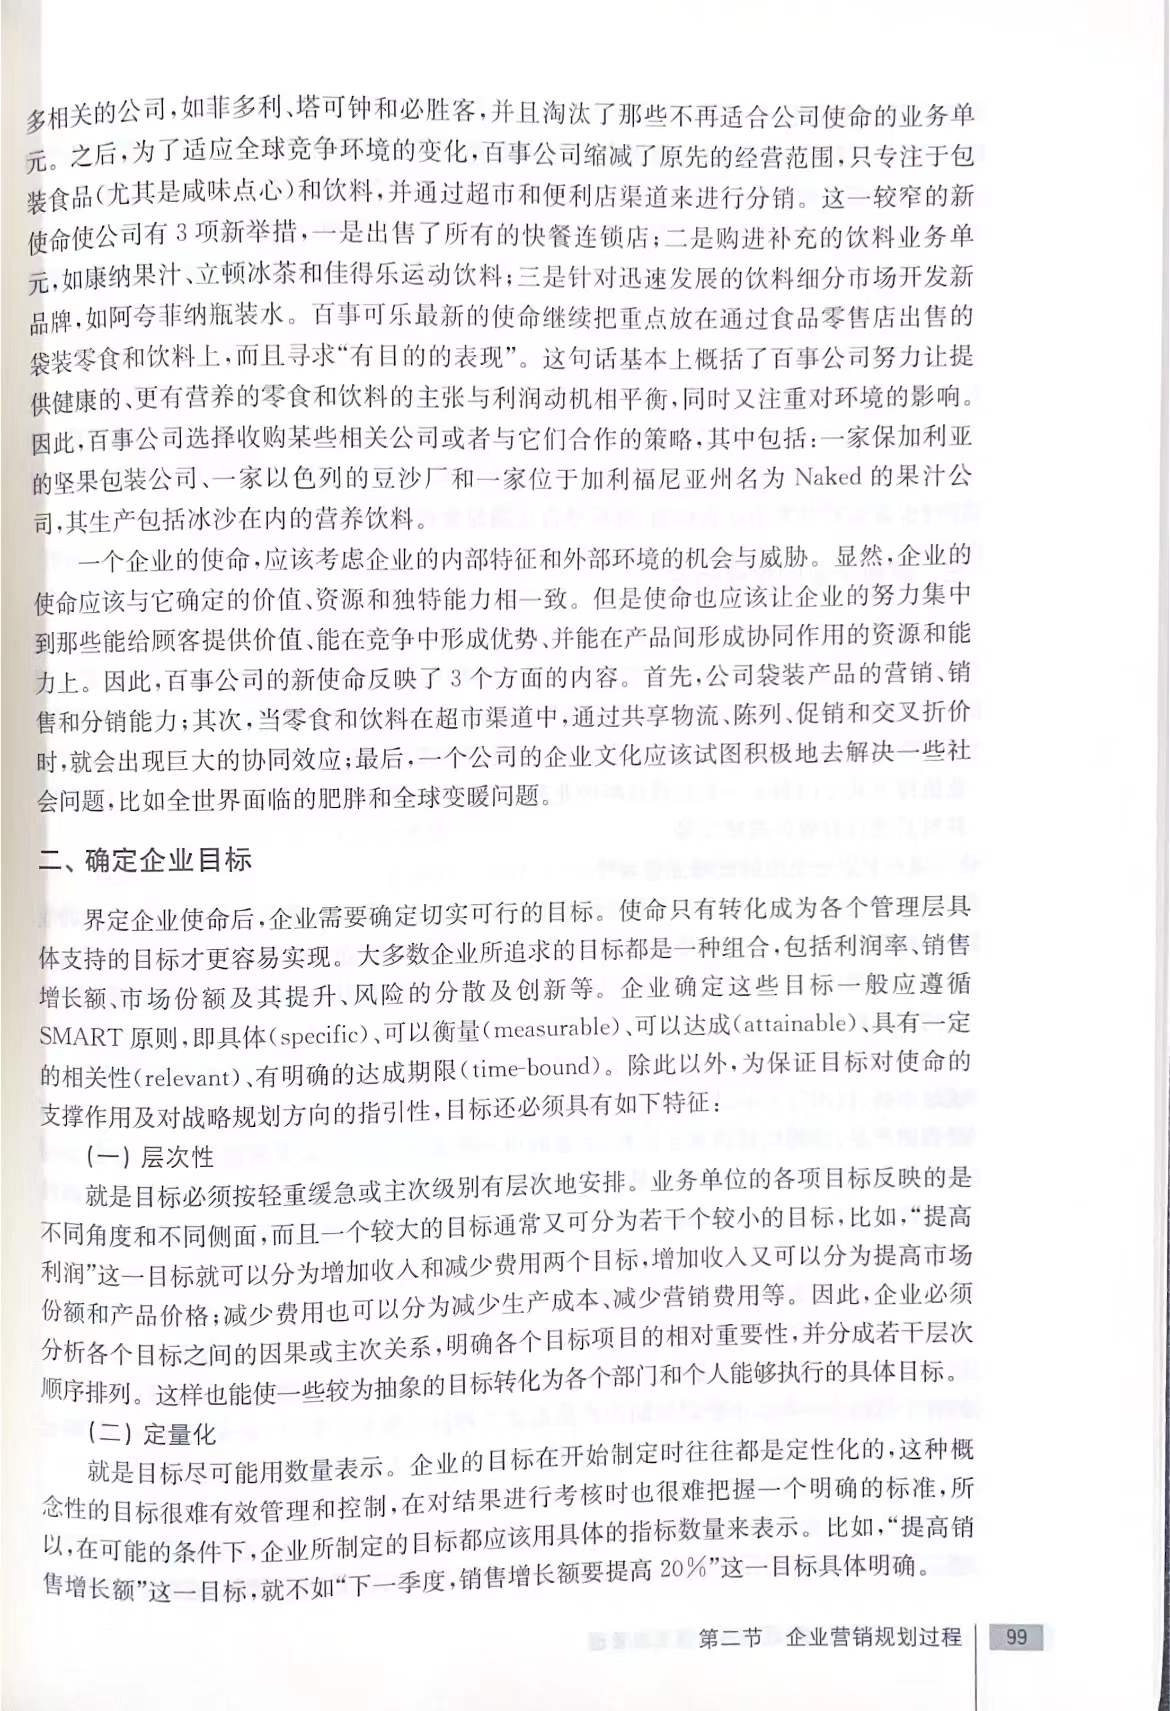 多相关的公司,如菲多利、塔可钟和必胜客,并且淘汰了那些不再适合公司使命的业务单
元。之后,为了适应全球竞争环境的变化,百事公司缩减了原先的经营范围,只专注于包
装食品(尤其是咸味点心)和饮料,并通过超市和便利店渠道来进行分销。这一较窄的新
使命使公司有 3 项新举措,一是出售了所有的快餐连锁店;二是购进补充的饮料业务单
元,如康纳果汁、立顿冰茶和佳得乐运动饮料;三是针对迅速发展的饮料细分市场开发新
品牌,如阿夸菲纳瓶装水。百事可乐最新的使命继续把重点放在通过食品零售店出售的
袋装零食和饮料上,而且寻求“有目的的表现”。这句话基本上概括了百事公司努力让提
供健康的、更有营养的零食和饮料的主张与利润动机相平衡,同时又注重对环境的影响。
因此,百事公司选择收购某些相关公司或者与它们合作的策略,其中包括:一家保加利亚
的坚果包装公司、一家以色列的豆沙厂和一家位于加利福尼亚州名为 Naked 的果汁公
司,其生产包括冰沙在内的营养饮料。
一个企业的使命,应该考虑企业的内部特征和外部环境的机会与威胁。显然,企业的
使命应该与它确定的价值、资源和独特能力相一致。但是使命也应该让企业的努力集中
到那些能给顾客提供价值、能在竞争中形成优势、并能在产品间形成协同作用的资源和能
力上。因此,百事公司的新使命反映了 3 个方面的内容。首先,公司袋装产品的营销、销
售和分销能力;其次,当零食和饮料在超市渠道中,通过共享物流、陈列、促销和交叉折价
时,就会出现巨大的协同效应;最后,一个公司的企业文化应该试图积极地去解决一些社
会问题,比如全世界面临的肥胖和全球变暖问题。
二、确定企业目标
界定企业使命后,企业需要确定切实可行的目标。使命只有转化成为各个管理层具
体支持的目标才更容易实现。大多数企业所追求的目标都是一种组合,包括利润率、销售
增长额、市场份额及其提升、风险的分散及创新等。企业确定这些目标一般应遵循
SMART 原则,即具体(specific)、可以衡量(measurable)、可以达成(attainable)、具有一定
的相关性(relevant)、有明确的达成期限(time-bound)。除此以外,为保证目标对使命的
支撑作用及对战略规划方向的指引性,目标还必须具有如下特征:
(一) 层次性
就是目标必须按轻重缓急或主次级别有层次地安排。业务单位的各项目标反映的是
不同角度和不同侧面,而且一个较大的目标通常又可分为若干个较小的目标,比如,“提高
利润”这一目标就可以分为增加收入和减少费用两个目标,增加收入又可以分为提高市场
份额和产品价格;减少费用也可以分为减少生产成本、减少营销费用等。因此,企业必须
分析各个目标之间的因果或主次关系,明确各个目标项目的相对重要性,并分成若干层次
顺序排列。这样也能使一些较为抽象的目标转化为各个部门和个人能够执行的具体目标。
(二) 定量化
就是目标尽可能用数量表示。企业的目标在开始制定时往往都是定性化的,这种概
念性的目标很难有效管理和控制,在对结果进行考核时也很难把握一个明确的标准,所
以,在可能的条件下,企业所制定的目标都应该用具体的指标数量来表示。比如,“提高销
售增长额”这一目标,就不如“下一季度,销售增长额要提高 20%”这一目标具体明确。
第二节 企业营销规划过程 99